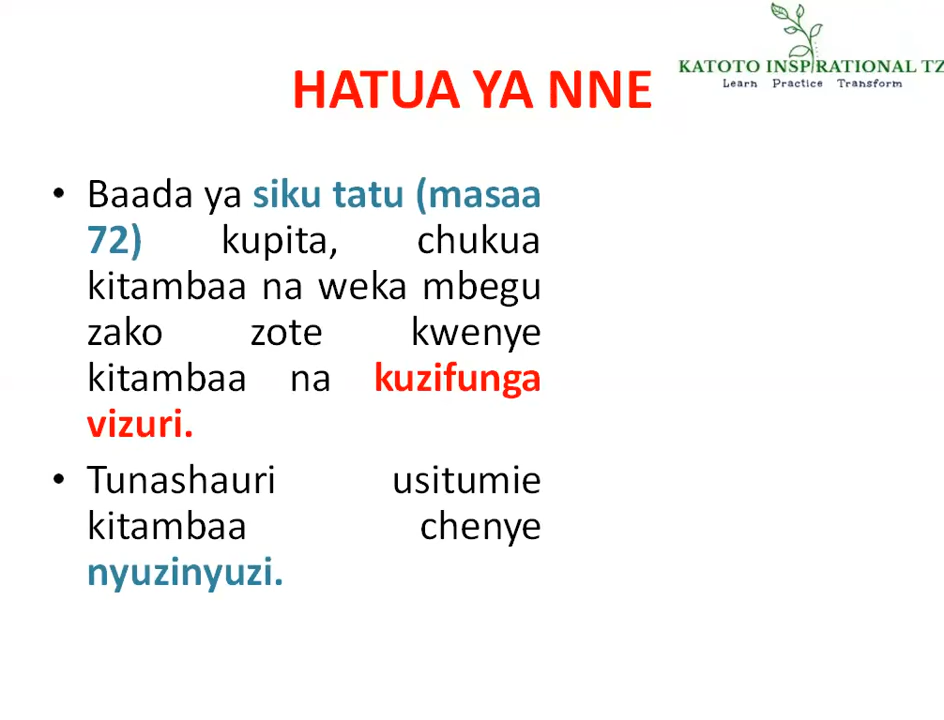 KATOTO INSPIRATIONAL TZ
Learn Practice Transform
HATUA YA NNE
• Baada ya siku tatu (masaa
72) kupita, chukua
kitambaa na weka mbegu
zako zote kwenye
kitambaa na kuzifunga
vizuri.
• Tunashauri usitumie
kitambaa chenye
nyuzinyuzi.